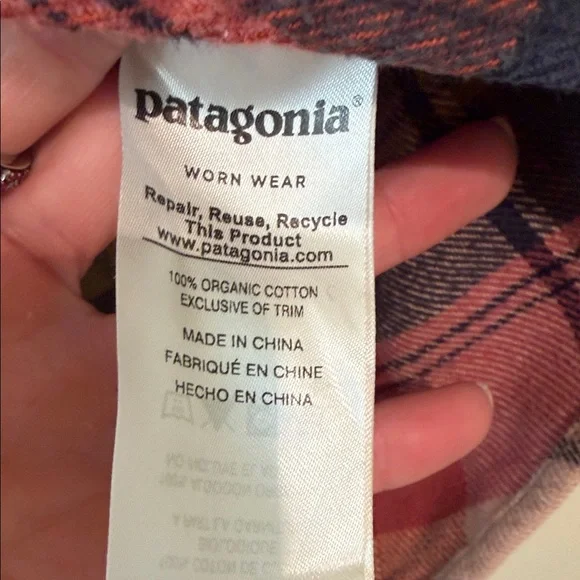 patagonia®
WORN WEAR
Repair, Reuse, Recycle
This Product
www.patagonia.com
100% ORGANIC COTTON
EXCLUSIVE OF TRIM
MADE IN CHINA
FABRIQUÉ EN CHINE
HECHO EN CHINA